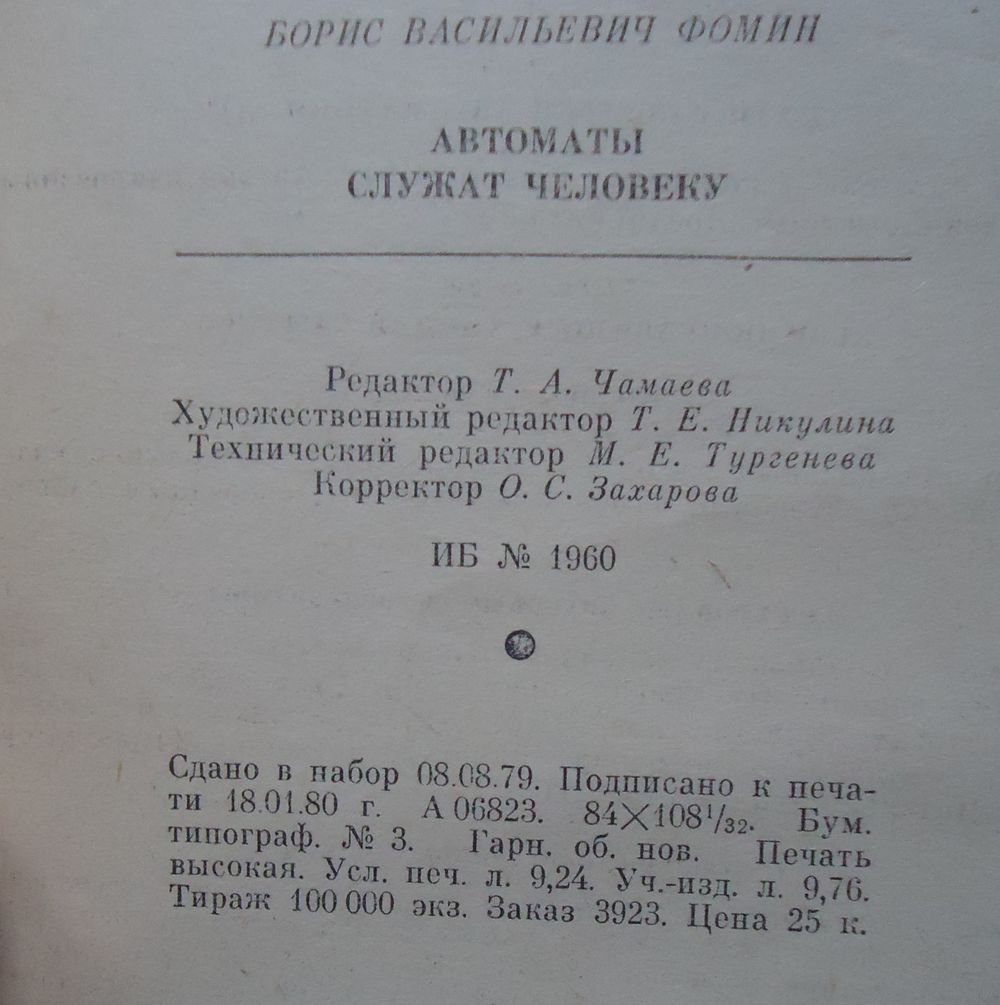 БОРИС ВАСИЛЬЕВИЧ ФОМИН
АВТОМАТЫ
СЛУЖАТ ЧЕЛОВЕКУ
Редактор Т. А. Чамаева
Художественный редактор Т. Е. Никулина
Технический редактор М. Е. Тургенева
Корректор О. С. Захарова
ИБ № 1960
Сдано в набор 08.08.79. Подписано к печа-
ти 18.01.80 г. А 06823. 84×108¹/₃₂. Бум.
типограф. № 3. Гарн. об. нов. Печать
высокая. Усл. печ. л. 9,24. Уч.-изд. л. 9,76.
Тираж 100 000 экз. Заказ 3923. Цена 25 к.